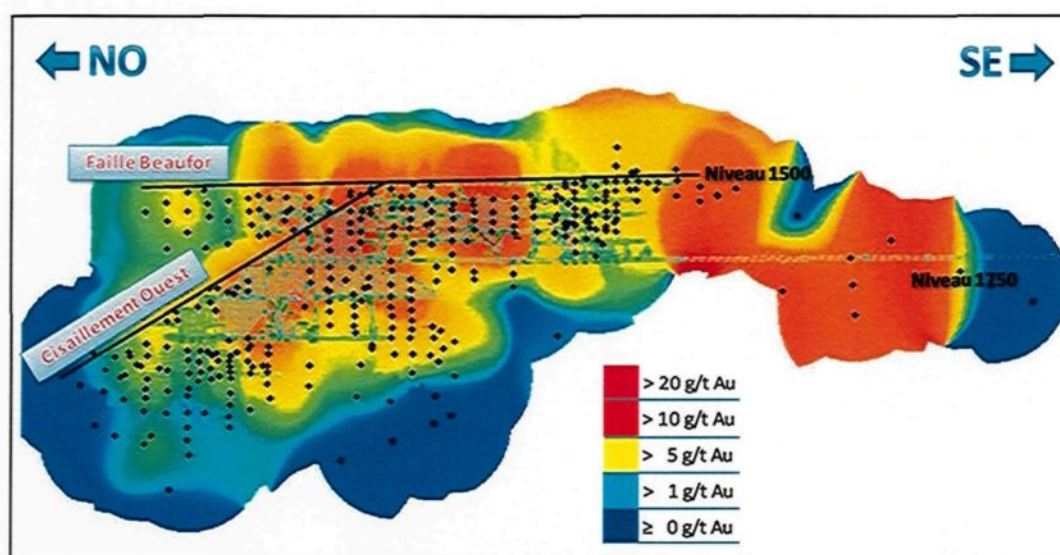 NO
SE
Faille Beaufor
Niveau 1500
Cisaillement Ouest
Niveau 1750
> 20 g/t Au
> 10 g/t Au
> 5 g/t Au
> 1 g/t Au
≥ 0 g/t Au